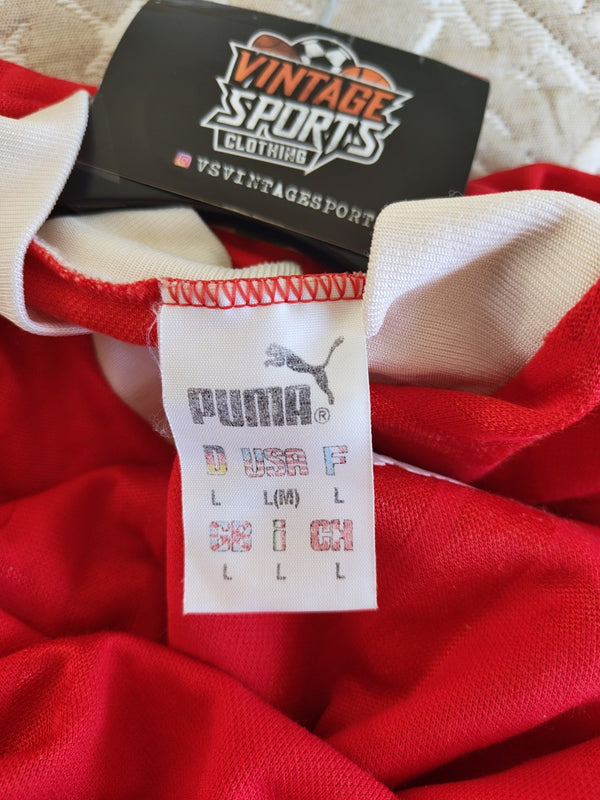 VINTAGE
SPORTS
CLOTHING
VSVINTAGESPORT
PUMA®
D USA F
L L(M) L
GB i CH
L L L